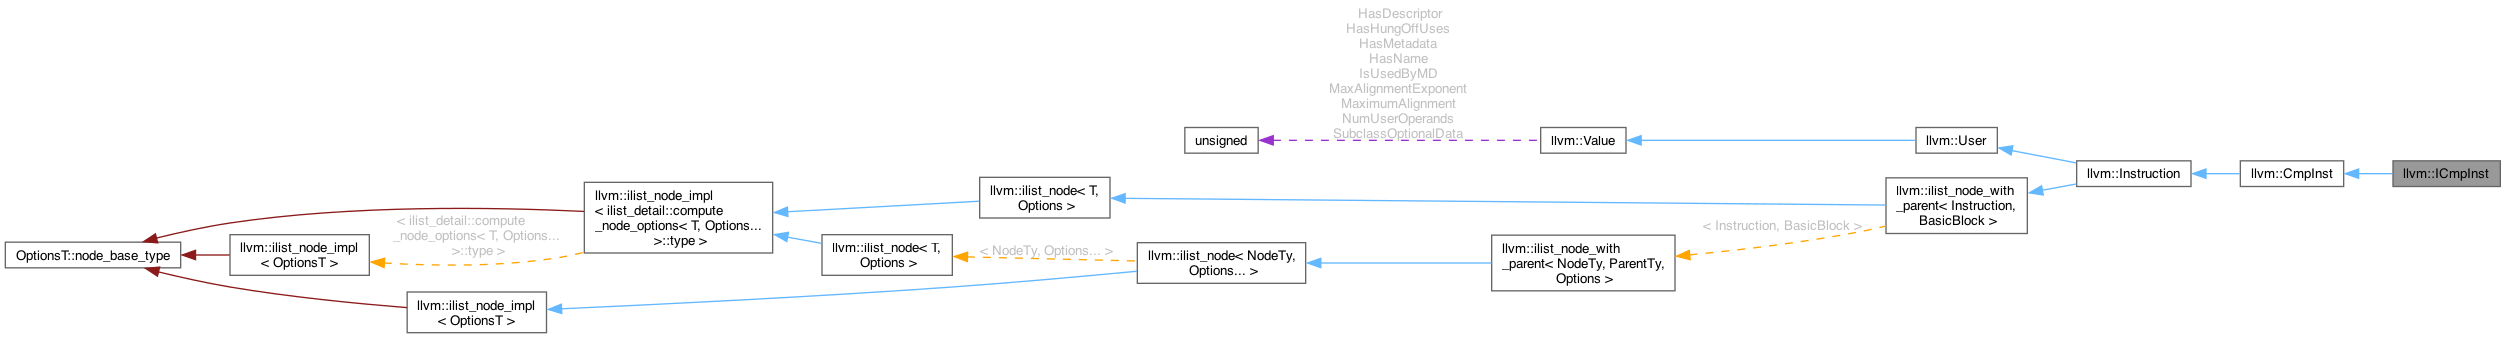 HasDescriptor
HasHungOffUses
HasMetadata
HasName
IsUsedByMD
MaxAlignmentExponent
MaximumAlignment
NumUserOperands
SubclassOptionalData
unsigned
llvm::Value
llvm::User
llvm::Instruction
llvm::CmpInst
llvm::ICmpInst
llvm::ilist_node_impl
< ilist_detail::compute
_node_options< T, Options...
>::type >
llvm::ilist_node< T,
Options >
llvm::ilist_node_with
_parent< Instruction,
BasicBlock >
< ilist_detail::compute
_node_options< T, Options...
>::type >
< Instruction, BasicBlock >
OptionsT::node_base_type
llvm::ilist_node_impl
< OptionsT >
llvm::ilist_node< T,
Options >
< NodeTy, Options... >
llvm::ilist_node< NodeTy,
Options... >
llvm::ilist_node_with
_parent< NodeTy, ParentTy,
Options >
llvm::ilist_node_impl
< OptionsT >